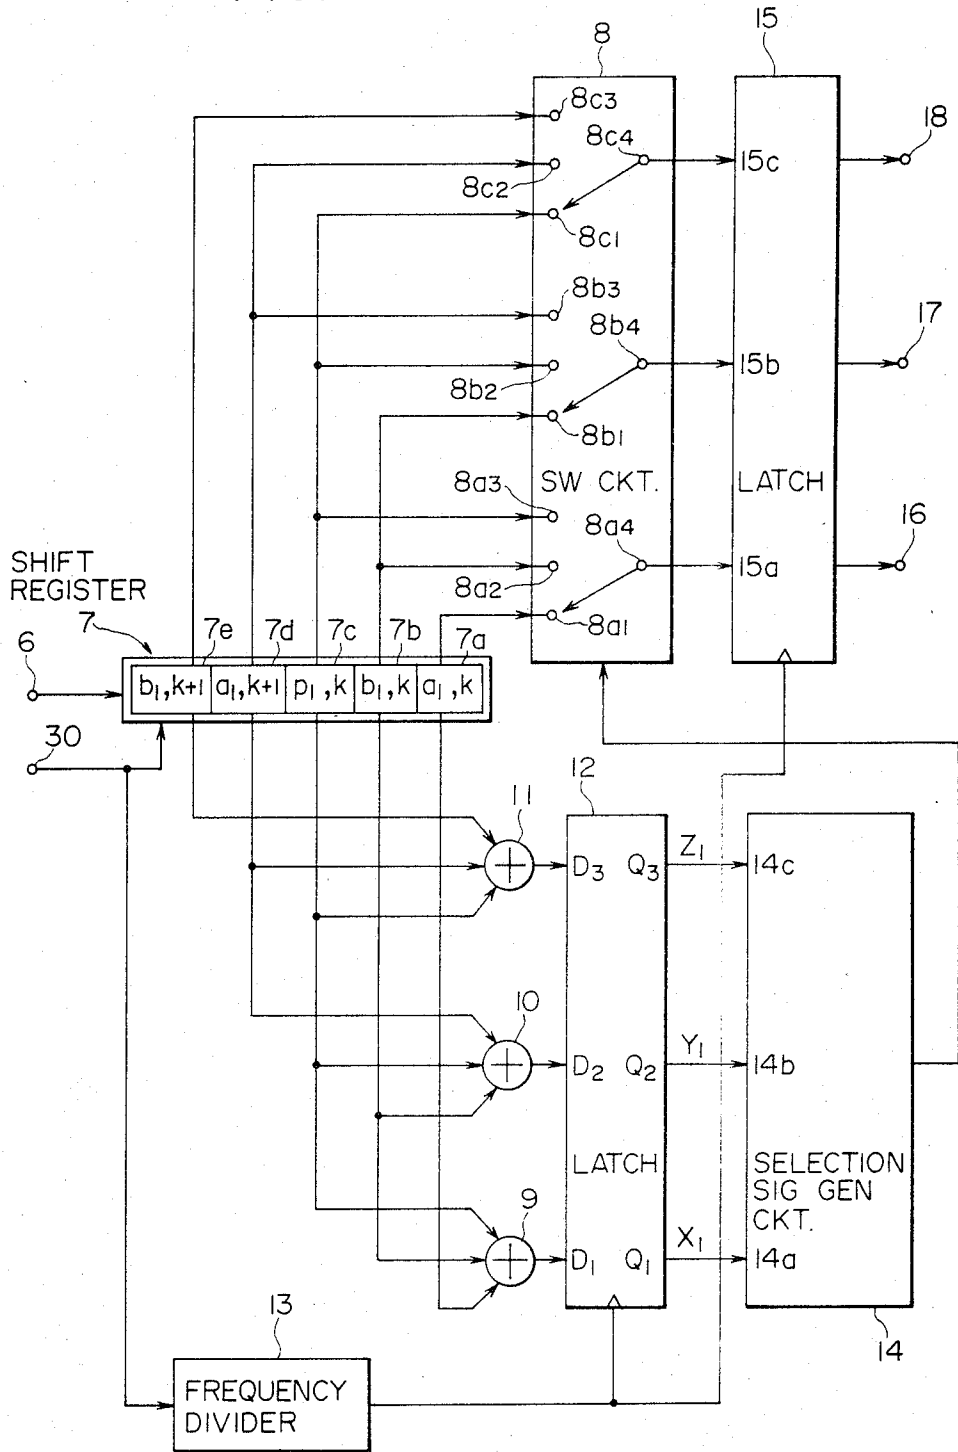 8
15
8c3
8c4
18
15c
8c2
8c1
8b3
8b4
17
15b
8b2
8b1
8a3
SW CKT.
LATCH
8a4
16
15a
8a2
8a1
SHIFT
REGISTER
7
7e
7d
7c
7b
7a
6
b1,k+1
a1,k+1
p1,k
b1,k
a1,k
30
12
11
D3
Q3
Z1
14c
10
D2
Q2
Y1
14b
LATCH
SELECTION
SIG GEN
CKT.
9
D1
Q1
X1
14a
13
14
FREQUENCY
DIVIDER